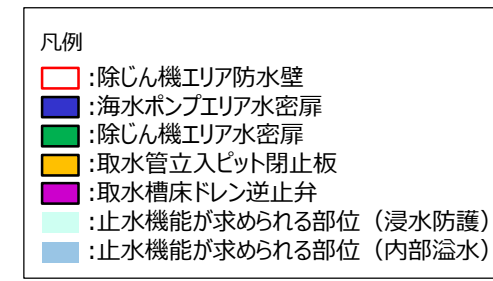 凡例
:除じん機エリア防水壁
:海水ポンプエリア水密扉
:除じん機エリア水密扉
:取水管立入ピット閉止板
:取水槽床ドレン逆止弁
:止水機能が求められる部位（浸水防護）
:止水機能が求められる部位（内部溢水）